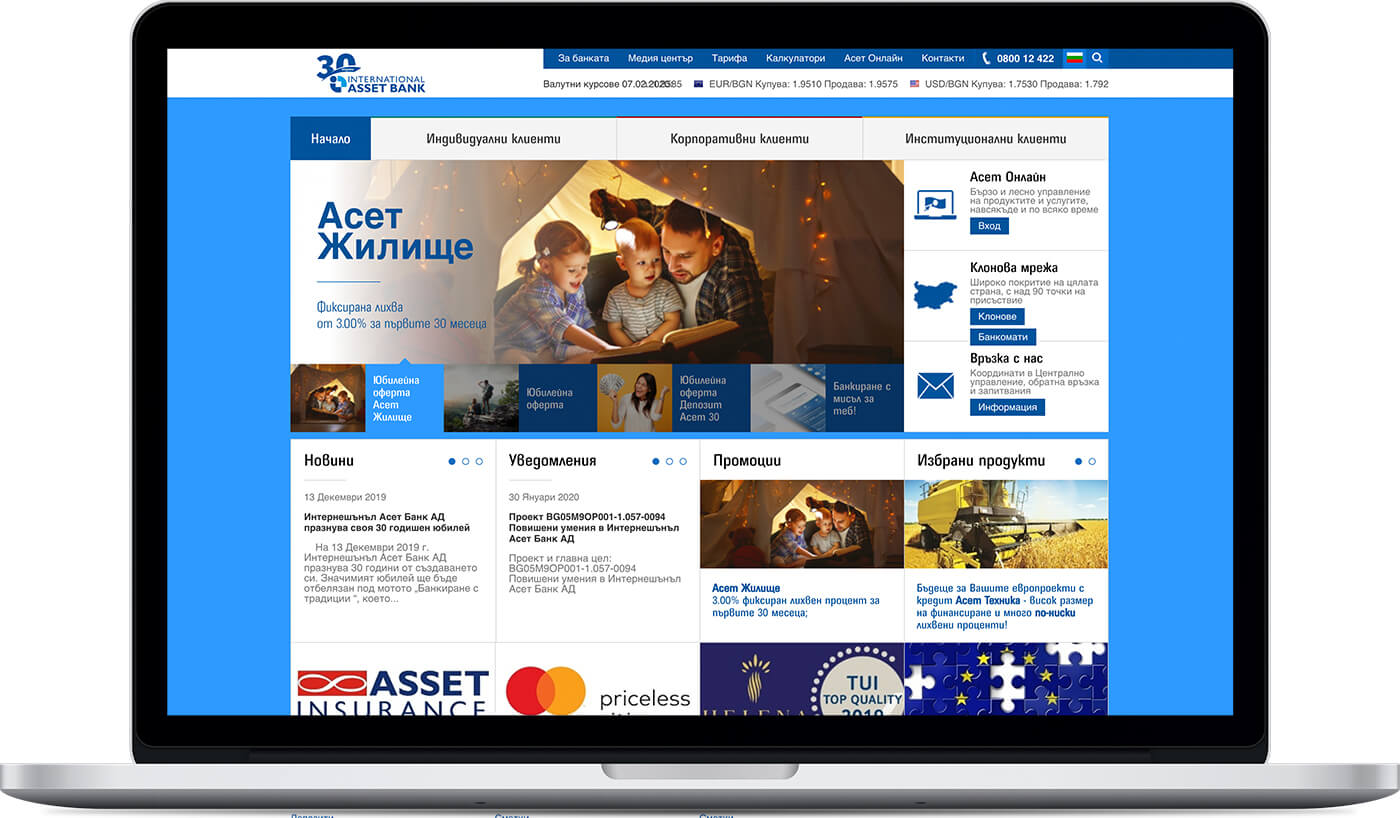 30
INTERNATIONAL
ASSET BANK
За банката Медия център Тарифа Калкулатори Асет Онлайн Контакти 0800 12 422
Валутни курсове 07.02.2020: EUR/BGN Купува: 1.9510 Продава: 1.9575 USD/BGN Купува: 1.7530 Продава: 1.792
Начало Индивидуални клиенти Корпоративни клиенти Институционални клиенти
Асет
Жилище
Фиксирана лихва
от 3.00% за първите 30 месеца
Асет Онлайн
Бързо и лесно управление
на продуктите и услугите,
навсякъде и по всяко време
Вход
Клонова мрежа
Широко покритие на цялата
страна, с над 90 точки на
присъствие
Клонове
Банкомати
Връзка с нас
Координати в Централно
управление, обратна връзка
и запитвания
Информация
Юбилейна
оферта
Асет
Жилище
Юбилейна
оферта
Юбилейна
оферта
Депозит
Асет 30
Банкиране с
мисъл за
теб!
Новини
13 Декември 2019
Интернешънъл Асет Банк АД
празнува своя 30 годишен юбилей
На 13 Декември 2019 г.
Интернешънъл Асет Банк АД
празнува 30 години от създаването
си. Значимият юбилей ще бъде
отбелязан под мотото „Банкиране с
традиции “, което...
Уведомления
30 Януари 2020
Проект BG05M9OP001-1.057-0094
Повишени умения в Интернешънъл
Асет Банк АД
Проект и главна цел:
BG05M9OP001-1.057-0094
Повишени умения в Интернешънъл
Асет Банк АД
Промоции
Асет Жилище
3.00% фиксиран лихвен процент за
първите 30 месеца;
Избрани продукти
Бъдеще за Вашите европроекти с
кредит Асет Техника - висок размер
на финансиране и много по-ниски
лихвени проценти!
ASSET
INSURANCE
priceless
HELENA
TUI
TOP QUALITY
2019
Депозити Сметки Сметки